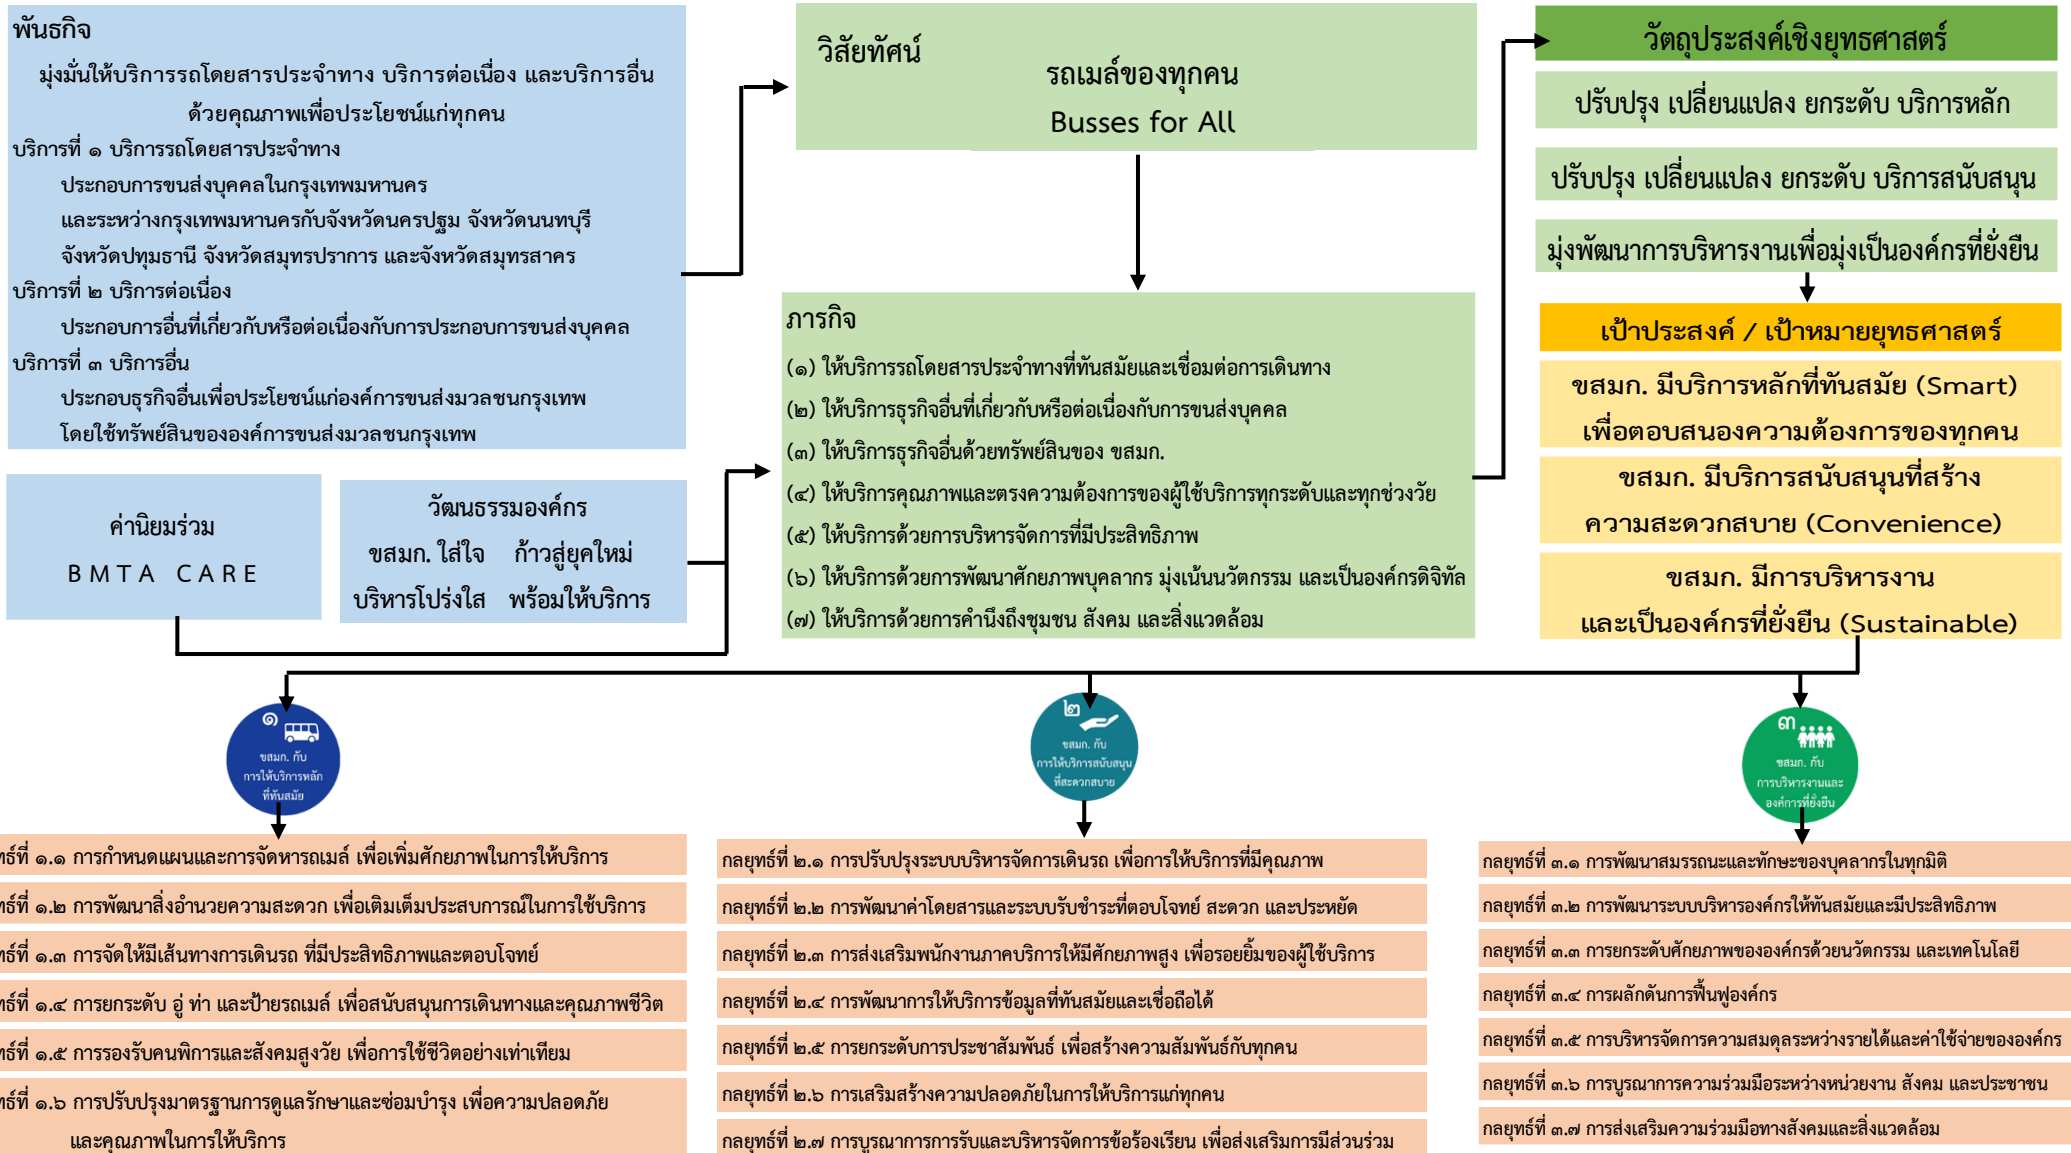 พันธกิจ
มุ่งมั่นให้บริการรถโดยสารประจำทาง บริการต่อเนื่อง และบริการอื่น
ด้วยคุณภาพเพื่อประโยชน์แก่ทุกคน
บริการที่ ๑ บริการรถโดยสารประจำทาง
ประกอบการขนส่งบุคคลในกรุงเทพมหานคร
และระหว่างกรุงเทพมหานครกับจังหวัดนครปฐม จังหวัดนนทบุรี
จังหวัดปทุมธานี จังหวัดสมุทรปราการ และจังหวัดสมุทรสาคร
บริการที่ ๒ บริการต่อเนื่อง
ประกอบการอื่นที่เกี่ยวกับหรือต่อเนื่องกับการประกอบการขนส่งบุคคล
บริการที่ ๓ บริการอื่น
ประกอบธุรกิจอื่นเพื่อประโยชน์แก่องค์การขนส่งมวลชนกรุงเทพ
โดยใช้ทรัพย์สินขององค์การขนส่งมวลชนกรุงเทพ
ค่านิยมร่วม
BMTA CARE
วัฒนธรรมองค์กร
ขสมก. ใส่ใจ ก้าวสู่ยุคใหม่
บริหารโปร่งใส พร้อมให้บริการ
วิสัยทัศน์
รถเมล์ของทุกคน
Busses for All
ภารกิจ
(๑) ให้บริการรถโดยสารประจำทางที่ทันสมัยและเชื่อมต่อการเดินทาง
(๒) ให้บริการธุรกิจอื่นที่เกี่ยวกับหรือต่อเนื่องกับการขนส่งบุคคล
(๓) ให้บริการธุรกิจอื่นด้วยทรัพย์สินของ ขสมก.
(๔) ให้บริการคุณภาพและตรงความต้องการของผู้ใช้บริการทุกระดับและทุกช่วงวัย
(๕) ให้บริการด้วยการบริหารจัดการที่มีประสิทธิภาพ
(๖) ให้บริการด้วยการพัฒนาศักยภาพบุคลากร มุ่งเน้นนวัตกรรม และเป็นองค์กรดิจิทัล
(๗) ให้บริการด้วยการคำนึงถึงชุมชน สังคม และสิ่งแวดล้อม
วัตถุประสงค์เชิงยุทธศาสตร์
ปรับปรุง เปลี่ยนแปลง ยกระดับ บริการหลัก
ปรับปรุง เปลี่ยนแปลง ยกระดับ บริการสนับสนุน
มุ่งพัฒนาการบริหารงานเพื่อมุ่งเป็นองค์กรที่ยั่งยืน
เป้าประสงค์ / เป้าหมายยุทธศาสตร์
ขสมก. มีบริการหลักที่ทันสมัย (Smart)
เพื่อตอบสนองความต้องการของทุกคน
ขสมก. มีบริการสนับสนุนที่สร้าง
ความสะดวกสบาย (Convenience)
ขสมก. มีการบริหารงาน
และเป็นองค์กรที่ยั่งยืน (Sustainable)
๑
ขสมก. กับ
การให้บริการหลัก
ที่ทันสมัย
๒
ขสมก. กับ
การให้บริการสนับสนุน
ที่สะดวกสบาย
๓
ขสมก. กับ
การบริหารงานและ
องค์การที่ยั่งยืน
ทธ์ที่ ๑.๑ การกำหนดแผนและการจัดหารถเมล์ เพื่อเพิ่มศักยภาพในการให้บริการ
ทธ์ที่ ๑.๒ การพัฒนาสิ่งอำนวยความสะดวก เพื่อเติมเต็มประสบการณ์ในการใช้บริการ
ทธ์ที่ ๑.๓ การจัดให้มีเส้นทางการเดินรถ ที่มีประสิทธิภาพและตอบโจทย์
ทธ์ที่ ๑.๔ การยกระดับ อู่ ท่า และป้ายรถเมล์ เพื่อสนับสนุนการเดินทางและคุณภาพชีวิต
ทธ์ที่ ๑.๕ การรองรับคนพิการและสังคมสูงวัย เพื่อการใช้ชีวิตอย่างเท่าเทียม
ทธ์ที่ ๑.๖ การปรับปรุงมาตรฐานการดูแลรักษาและซ่อมบำรุง เพื่อความปลอดภัย
และคุณภาพในการให้บริการ
กลยุทธ์ที่ ๒.๑ การปรับปรุงระบบบริหารจัดการเดินรถ เพื่อการให้บริการที่มีคุณภาพ
กลยุทธ์ที่ ๒.๒ การพัฒนาค่าโดยสารและระบบรับชำระที่ตอบโจทย์ สะดวก และประหยัด
กลยุทธ์ที่ ๒.๓ การส่งเสริมพนักงานภาคบริการให้มีศักยภาพสูง เพื่อรอยยิ้มของผู้ใช้บริการ
กลยุทธ์ที่ ๒.๔ การพัฒนาการให้บริการข้อมูลที่ทันสมัยและเชื่อถือได้
กลยุทธ์ที่ ๒.๕ การยกระดับการประชาสัมพันธ์ เพื่อสร้างความสัมพันธ์กับทุกคน
กลยุทธ์ที่ ๒.๖ การเสริมสร้างความปลอดภัยในการให้บริการแก่ทุกคน
กลยุทธ์ที่ ๒.๗ การบูรณาการการรับและบริหารจัดการข้อร้องเรียน เพื่อส่งเสริมการมีส่วนร่วม
กลยุทธ์ที่ ๓.๑ การพัฒนาสมรรถนะและทักษะของบุคลากรในทุกมิติ
กลยุทธ์ที่ ๓.๒ การพัฒนาระบบบริหารองค์กรให้ทันสมัยและมีประสิทธิภาพ
กลยุทธ์ที่ ๓.๓ การยกระดับศักยภาพขององค์กรด้วยนวัตกรรม และเทคโนโลยี
กลยุทธ์ที่ ๓.๔ การผลักดันการฟื้นฟูองค์กร
กลยุทธ์ที่ ๓.๕ การบริหารจัดการความสมดุลระหว่างรายได้และค่าใช้จ่ายขององค์กร
กลยุทธ์ที่ ๓.๖ การบูรณาการความร่วมมือระหว่างหน่วยงาน สังคม และประชาชน
กลยุทธ์ที่ ๓.๗ การส่งเสริมความร่วมมือทางสังคมและสิ่งแวดล้อม